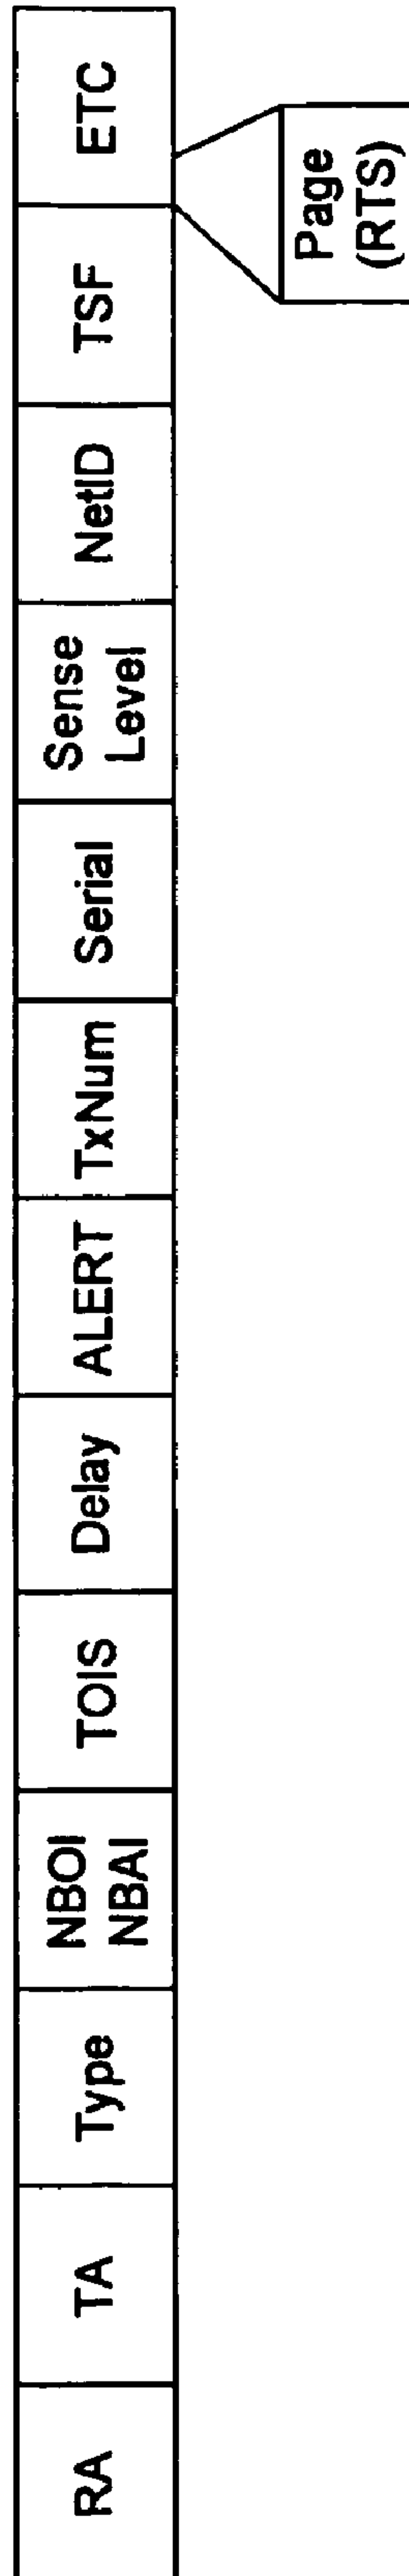 RA
TA
Type
NBOI
NBAI
TOIS
Delay
ALERT
TxNum
Serial
Sense
Level
NetID
TSF
ETC
Page
(RTS)